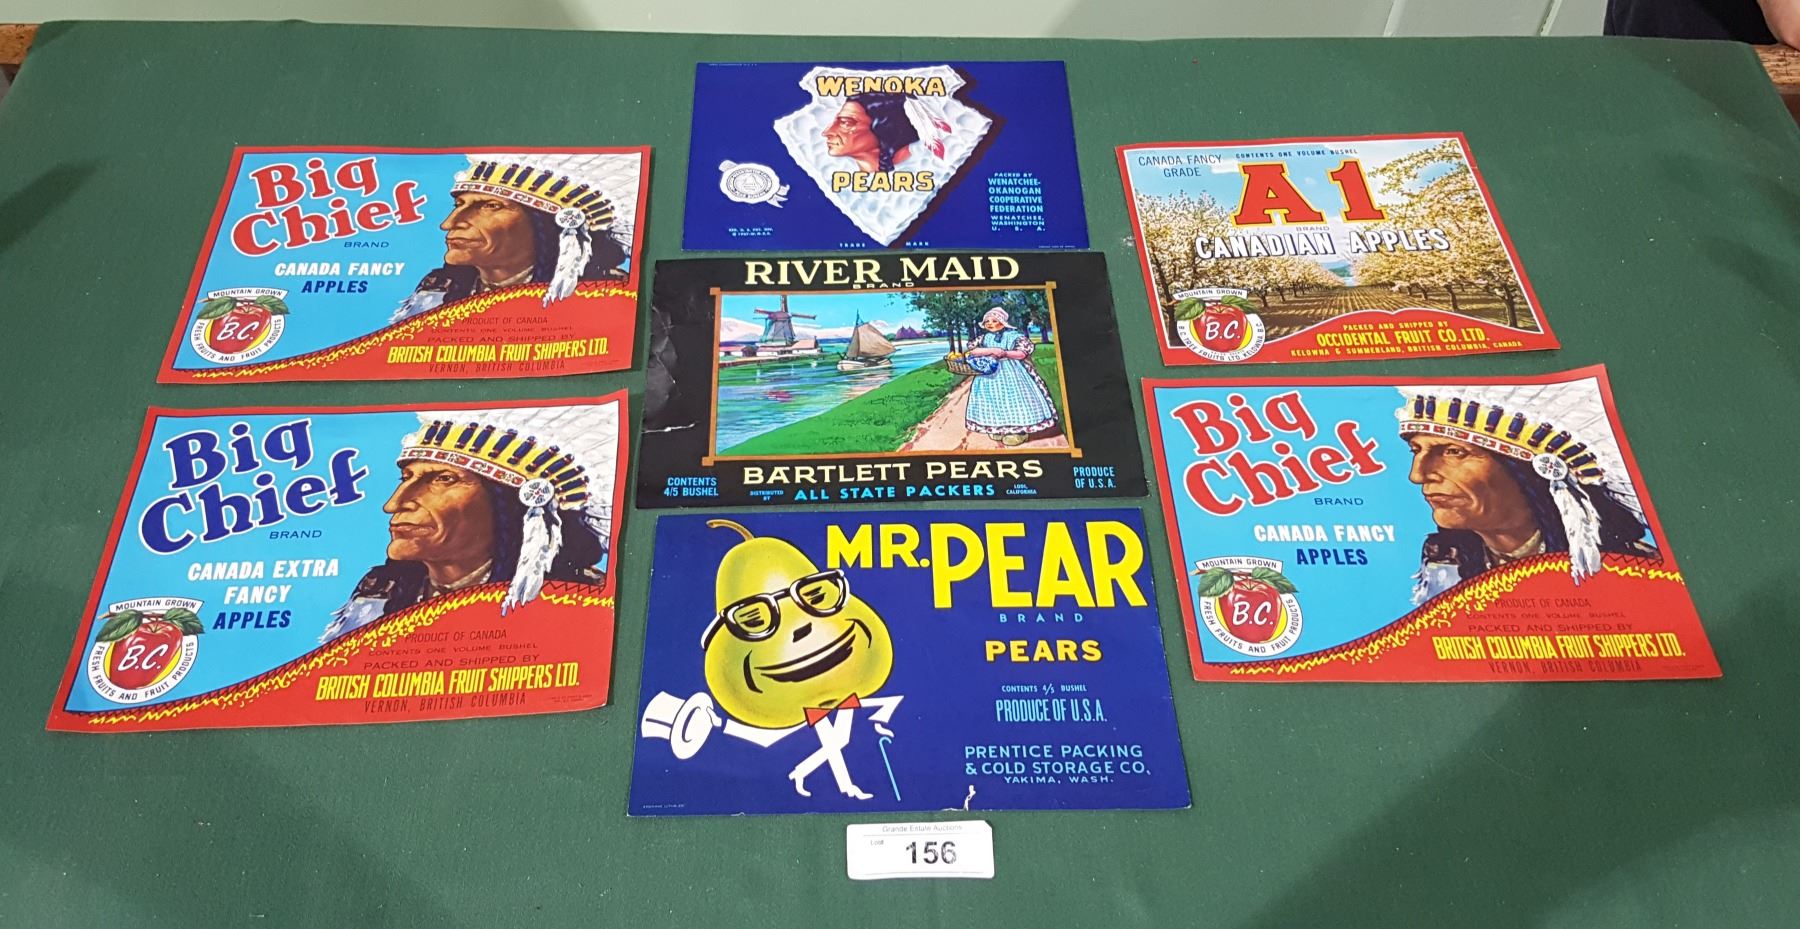 WENOKA
PEARS
PACKED BY
WENATCHEE-
OKANOGAN
COOPERATIVE
FEDERATION
WENATCHEE,
WASHINGTON
U. S. A.
TRADE MARK
Big
Chief
BRAND
CANADA FANCY
APPLES
MOUNTAIN GROWN
B.C.
FRESH FRUITS AND FRUIT PRODUCTS
PRODUCT OF CANADA
CONTENTS ONE VOLUME BUSHEL
PACKED AND SHIPPED BY
BRITISH COLUMBIA FRUIT SHIPPERS LTD.
VERNON, BRITISH COLUMBIA
CANADA FANCY
GRADE
CONTENTS ONE VOLUME BUSHEL
A1
BRAND
CANADIAN APPLES
MOUNTAIN GROWN
B.C.
B.C. TREE FRUITS LTD. KELOWNA B.C.
PACKED AND SHIPPED BY
OCCIDENTAL FRUIT CO. LTD.
KELOWNA & SUMMERLAND, BRITISH COLUMBIA, CANADA
RIVER MAID
BRAND
BARTLETT PEARS
CONTENTS
4/5 BUSHEL
DISTRIBUTED
BY
ALL STATE PACKERS
LODI,
CALIFORNIA
PRODUCE
OF U.S.A.
Big
Chief
BRAND
CANADA EXTRA
FANCY
APPLES
MOUNTAIN GROWN
B.C.
FRESH FRUITS AND FRUIT PRODUCTS
PRODUCT OF CANADA
CONTENTS ONE VOLUME BUSHEL
PACKED AND SHIPPED BY
BRITISH COLUMBIA FRUIT SHIPPERS LTD.
VERNON, BRITISH COLUMBIA
Big
Chief
BRAND
CANADA FANCY
APPLES
MOUNTAIN GROWN
B.C.
FRESH FRUITS AND FRUIT PRODUCTS
PRODUCT OF CANADA
CONTENTS ONE VOLUME BUSHEL
PACKED AND SHIPPED BY
BRITISH COLUMBIA FRUIT SHIPPERS LTD.
VERNON, BRITISH COLUMBIA
MR. PEAR
BRAND
PEARS
CONTENTS 4/5 BUSHEL
PRODUCE OF U.S.A.
PRENTICE PACKING
& COLD STORAGE CO.
YAKIMA, WASH.
Grande Estate Auctions
Lot#
156